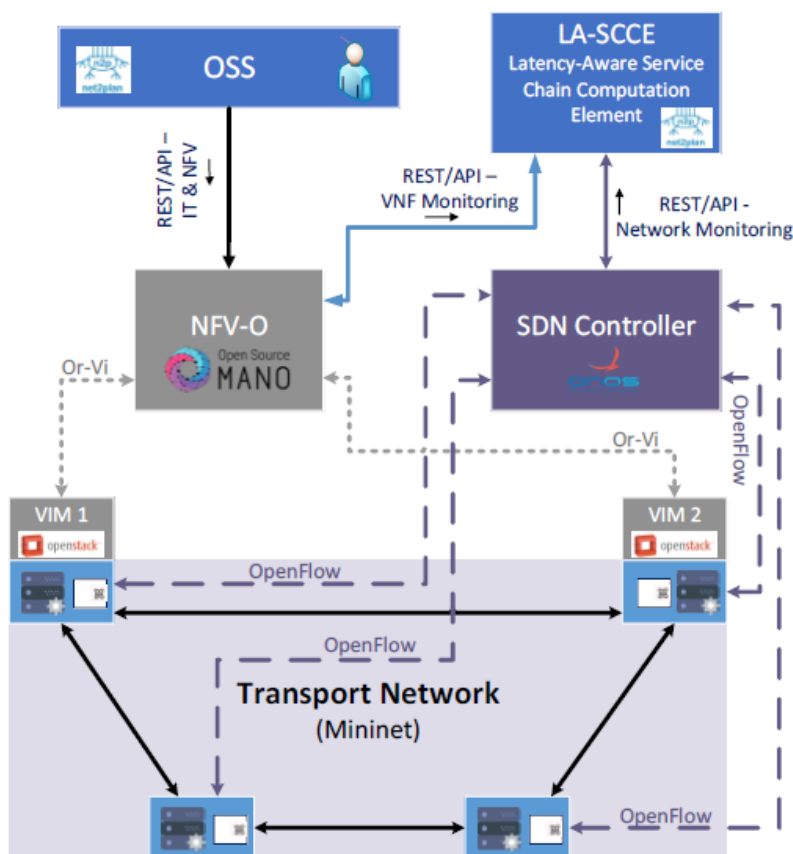 OSS
net2plan
LA-SCCE
Latency-Aware Service
Chain Computation
Element
net2plan
REST/API –
IT & NFV
REST/API –
VNF Monitoring
REST/API -
Network Monitoring
NFV-O
Open Source
MANO
SDN Controller
onos
Or-Vi
Or-Vi
OpenFlow
VIM 1
openstack
VIM 2
openstack
OpenFlow
OpenFlow
Transport Network
(Mininet)
OpenFlow